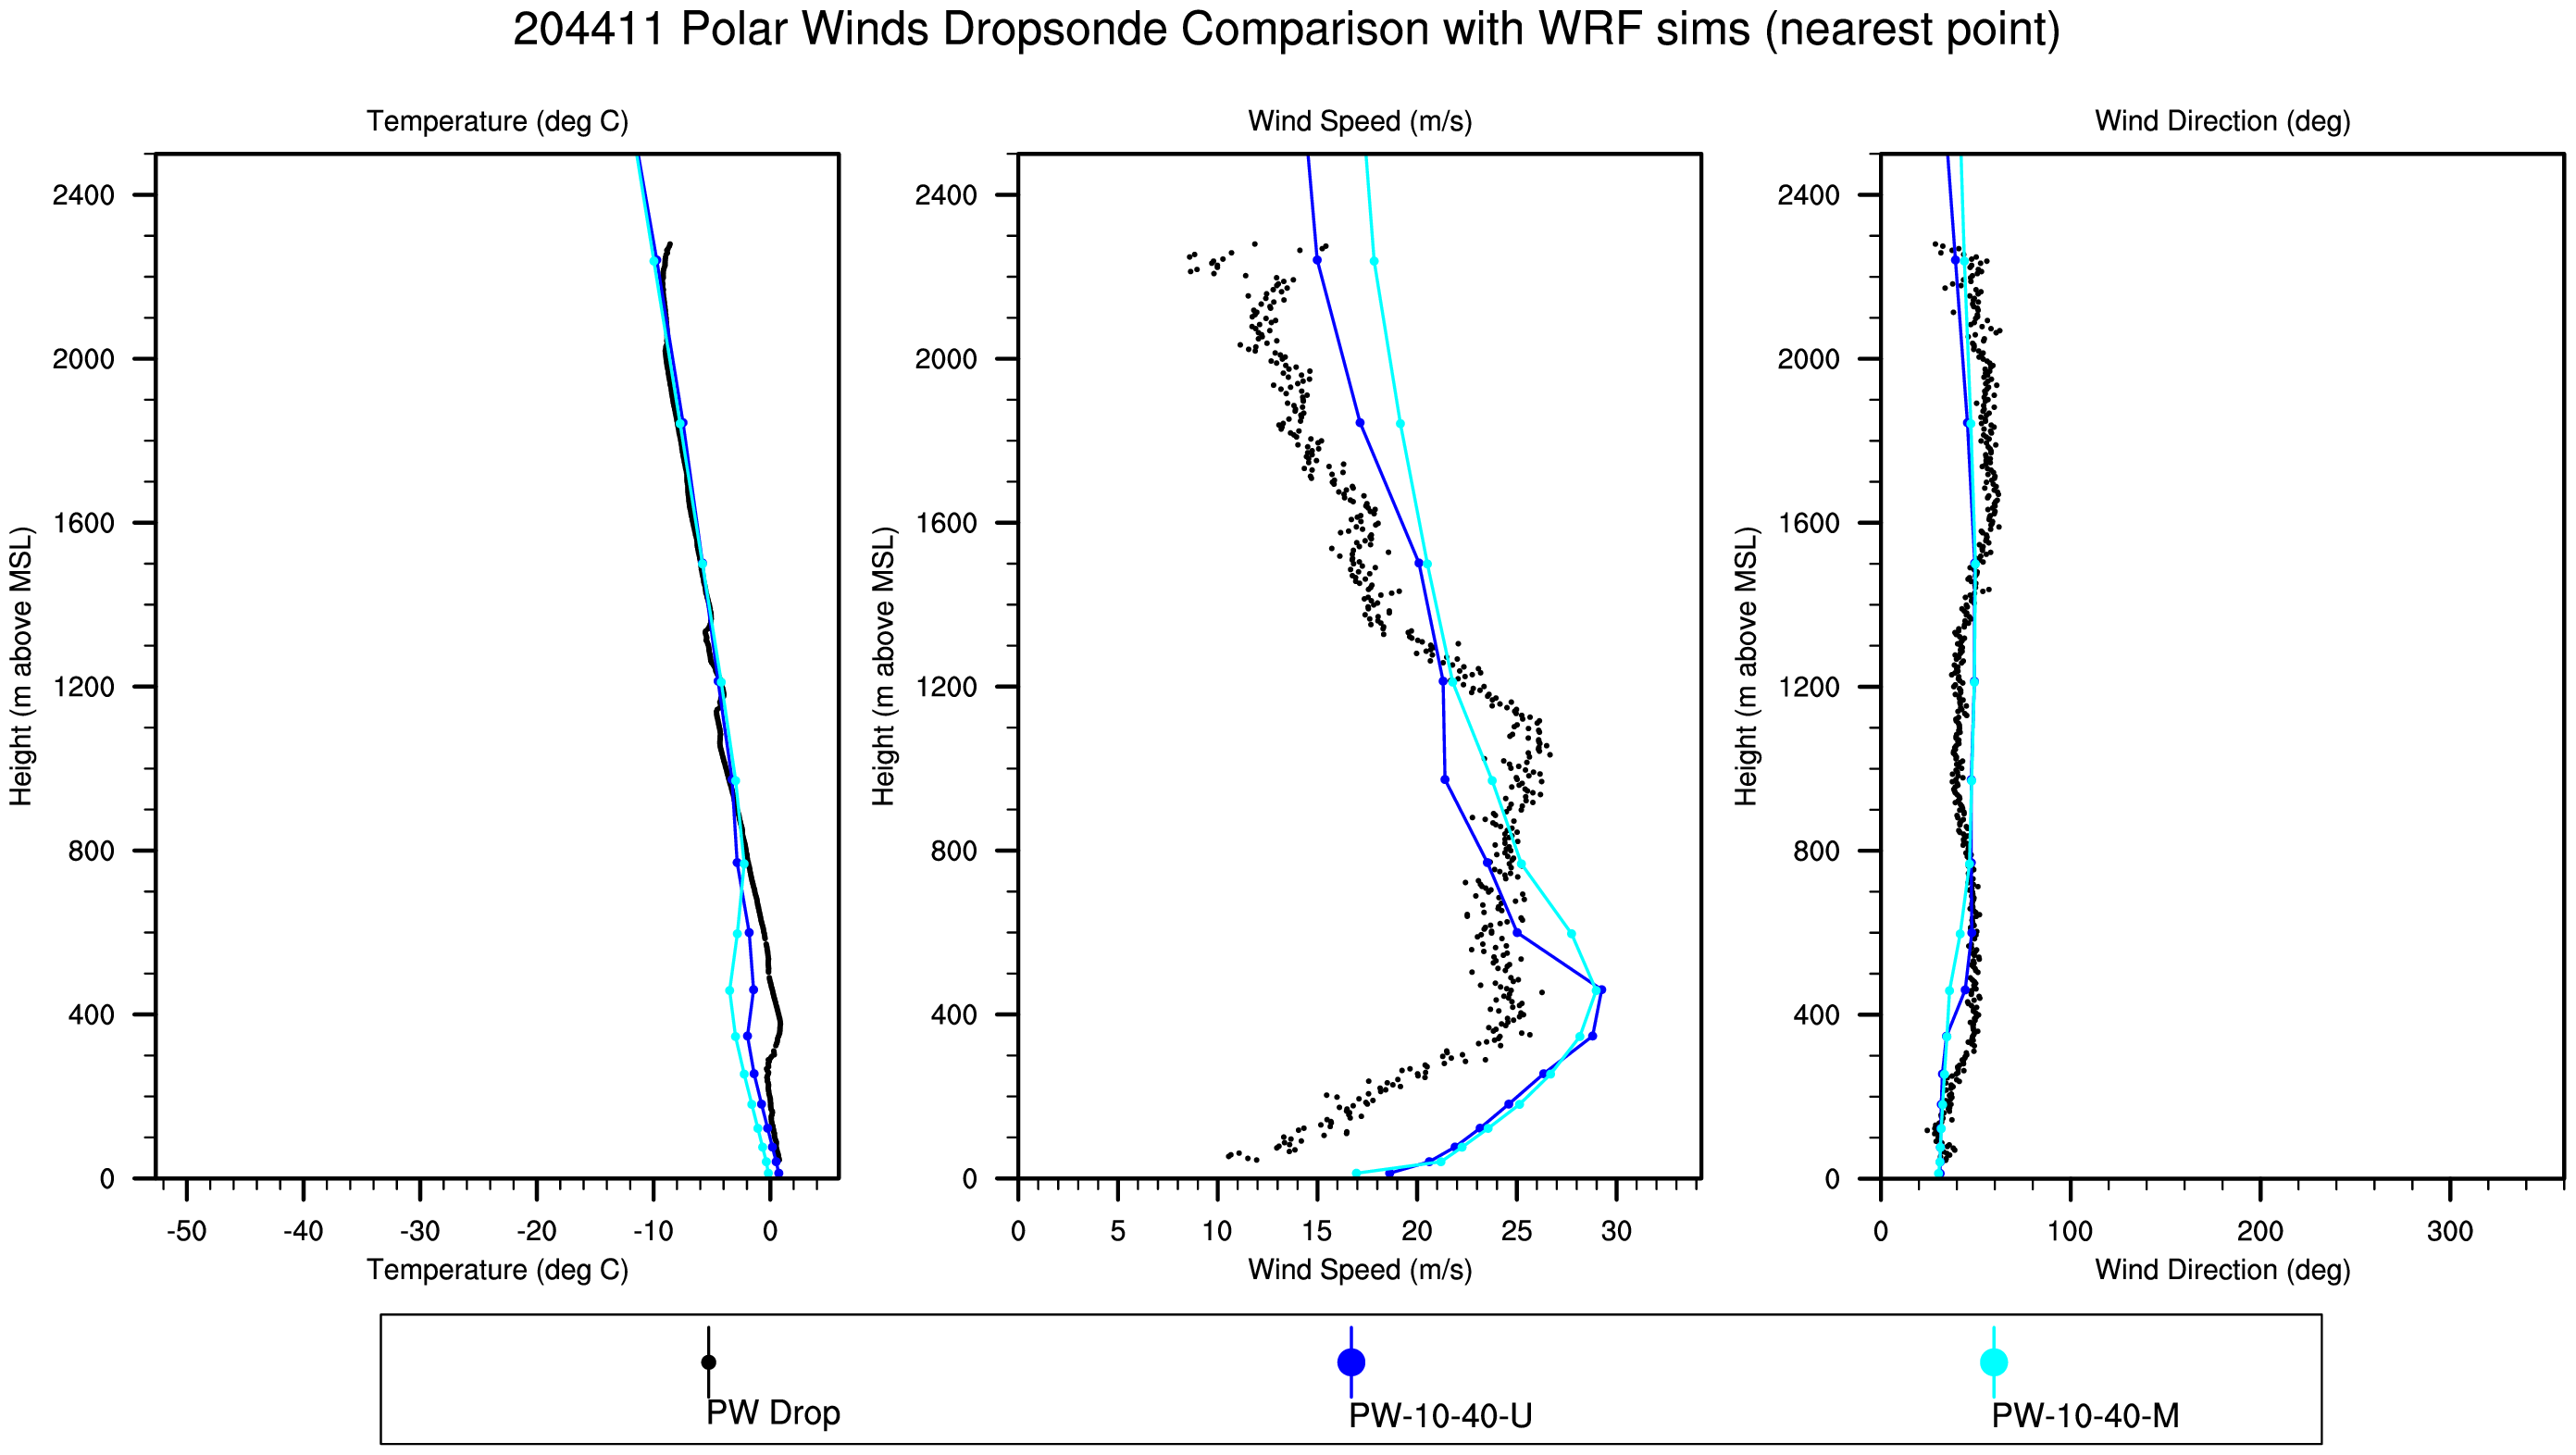 204411 Polar Winds Dropsonde Comparison with WRF sims (nearest point)
Temperature (deg C)
Wind Speed (m/s)
Wind Direction (deg)
Height (m above MSL)
2400
2000
1600
1200
800
400
0
-50 -40 -30 -20 -10 0
Temperature (deg C)
Height (m above MSL)
2400
2000
1600
1200
800
400
0
0 5 10 15 20 25 30
Wind Speed (m/s)
Height (m above MSL)
2400
2000
1600
1200
800
400
0
0 100 200 300
Wind Direction (deg)
PW Drop
PW-10-40-U
PW-10-40-M